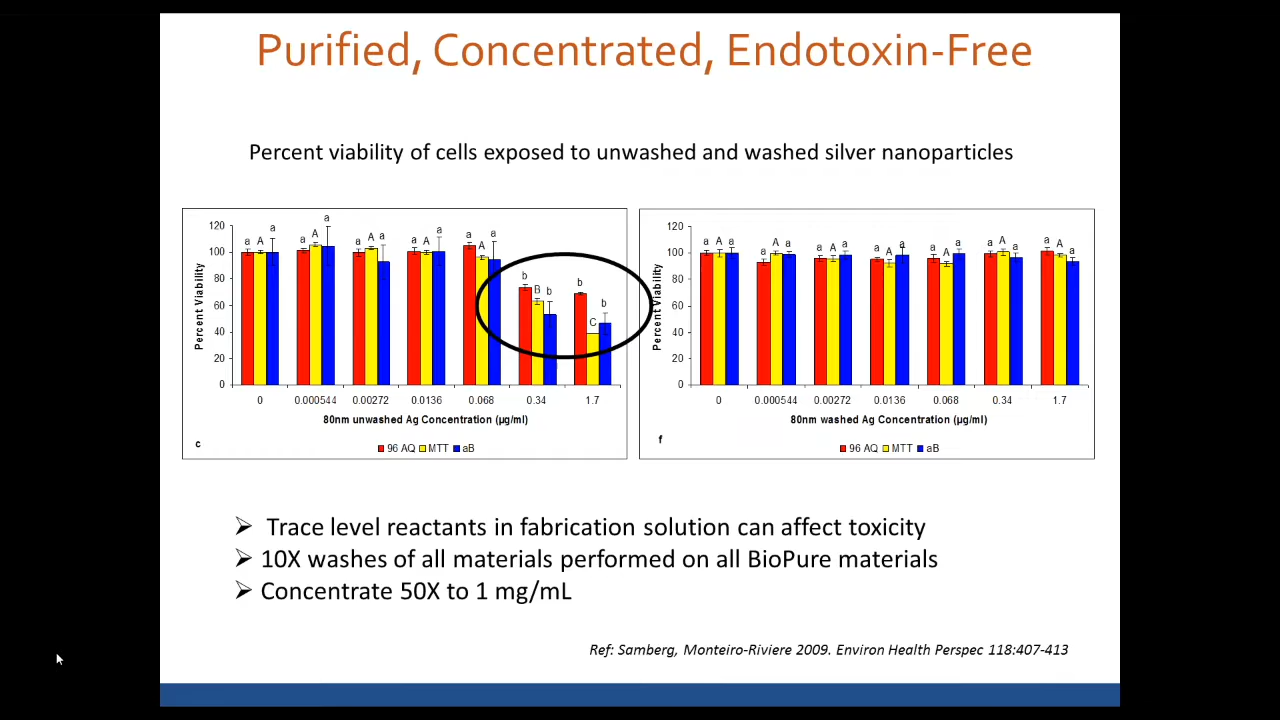 Purified, Concentrated, Endotoxin-Free
Percent viability of cells exposed to unwashed and washed silver nanoparticles
120
100
80
60
40
20
0
Percent Viability
a A a
a A a
a A a
a A a
a A a
b B b
b C b
0 0.000544 0.00272 0.0136 0.068 0.34 1.7
80nm unwashed Ag Concentration (µg/ml)
c
96 AQ MTT aB
120
100
80
60
40
20
0
Percent Viability
a A a
a A a
a A a
a A a
a A a
a A a
a A a
0 0.000544 0.00272 0.0136 0.068 0.34 1.7
80nm washed Ag Concentration (µg/ml)
f
96 AQ MTT aB
➢ Trace level reactants in fabrication solution can affect toxicity
➢ 10X washes of all materials performed on all BioPure materials
➢ Concentrate 50X to 1 mg/mL
Ref: Samberg, Monteiro-Riviere 2009. Environ Health Perspec 118:407-413